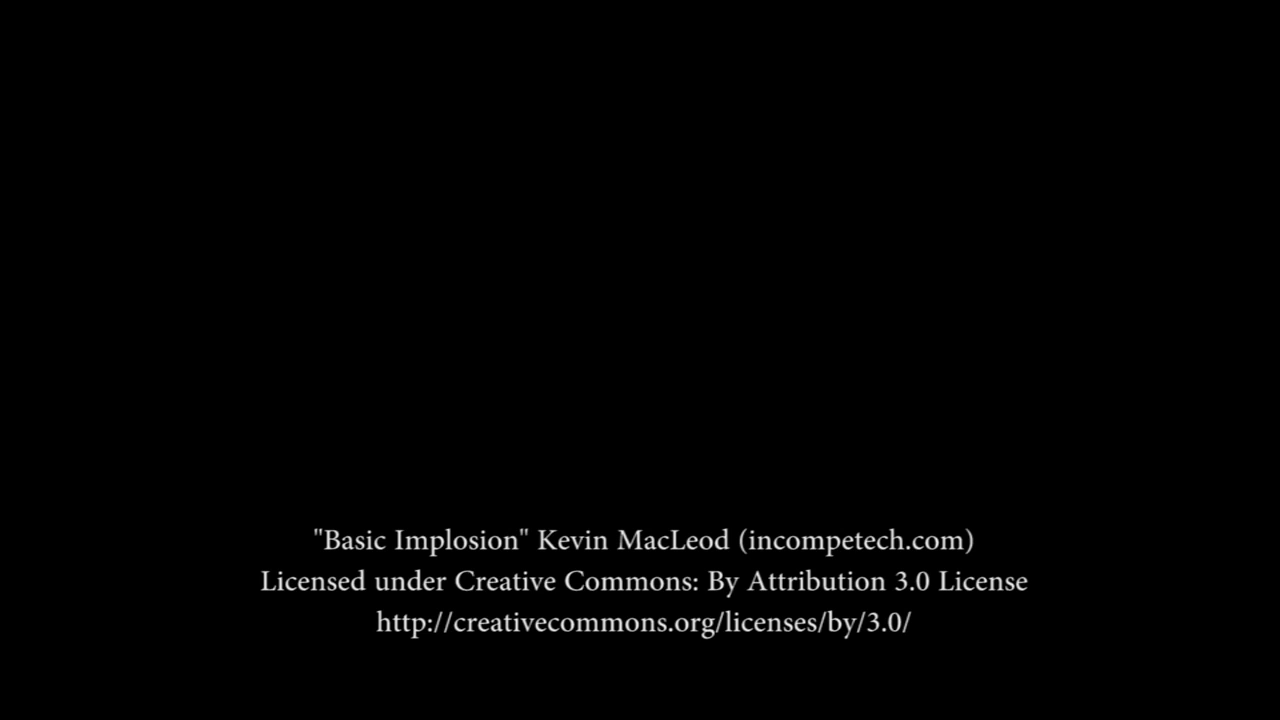 "Basic Implosion" Kevin MacLeod (incompetech.com)
Licensed under Creative Commons: By Attribution 3.0 License
http://creativecommons.org/licenses/by/3.0/